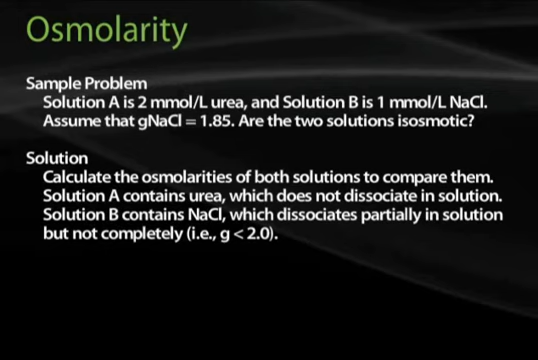 Osmolarity
Sample Problem
Solution A is 2 mmol/L urea, and Solution B is 1 mmol/L NaCl.
Assume that gNaCl = 1.85. Are the two solutions isosmotic?
Solution
Calculate the osmolarities of both solutions to compare them.
Solution A contains urea, which does not dissociate in solution.
Solution B contains NaCl, which dissociates partially in solution
but not completely (i.e., g < 2.0).